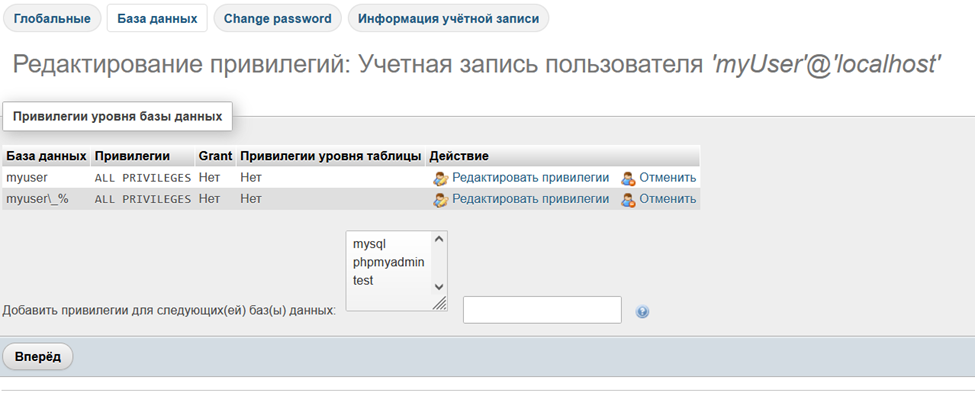 Глобальные База данных Change password Информация учётной записи
Редактирование привилегий: Учетная запись пользователя 'myUser'@'localhost'
Привилегии уровня базы данных
База данных Привилегии Grant Привилегии уровня таблицы Действие
myuser ALL PRIVILEGES Нет Нет Редактировать привилегии Отменить
myuser\_% ALL PRIVILEGES Нет Нет Редактировать привилегии Отменить
mysql
phpmyadmin
test
Добавить привилегии для следующих(ей) баз(ы) данных:
Вперёд